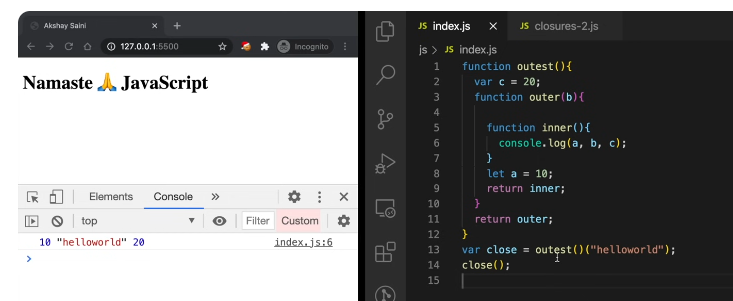 Akshay Saini
127.0.0.1:5500
Incognito
Namaste 🙏 JavaScript
Elements Console »
top Filter Custom
10 "helloworld" 20 index.js:6
>
JS index.js JS closures-2.js
js > JS index.js
1 function outest(){
2 var c = 20;
3 function outer(b){
4
5 function inner(){
6 console.log(a, b, c);
7 }
8 let a = 10;
9 return inner;
10 }
11 return outer;
12 }
13 var close = outest()("helloworld");
14 close();
15